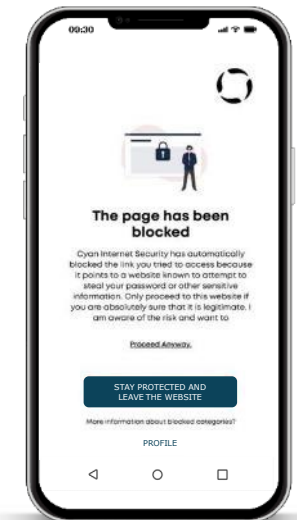 09:30
The page has been
blocked
Cyan Internet Security has automatically
blocked the link you tried to access because
it points to a website known to attempt to
steal your password or other sensitive
information. Only proceed to this website if
you are absolutely sure that it is legitimate. I
am aware of the risk and want to
Proceed Anyway.
STAY PROTECTED AND
LEAVE THE WEBSITE
More information about blocked categories?
PROFILE